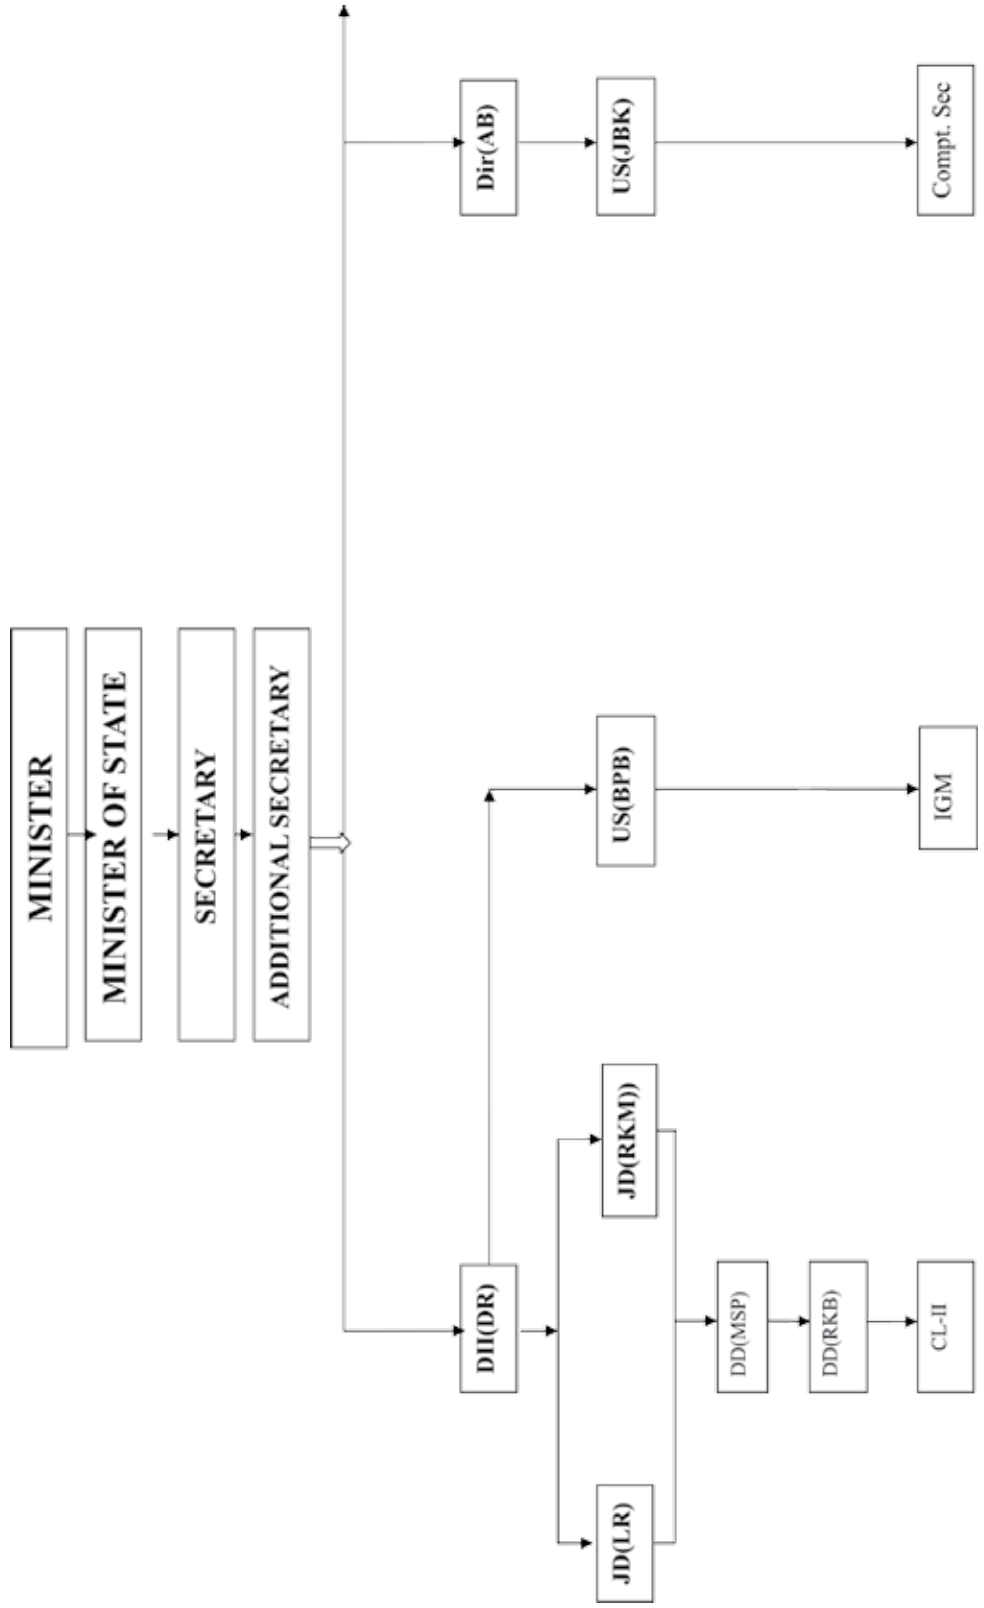 MINISTER
MINISTER OF STATE
SECRETARY
ADDITIONAL SECRETARY
DII(DR)
Dir(AB)
JD(LR)
JD(RKM))
US(BPB)
US(JBK)
DD(MSP)
DD(RKB)
CL-II
IGM
Compt. Sec